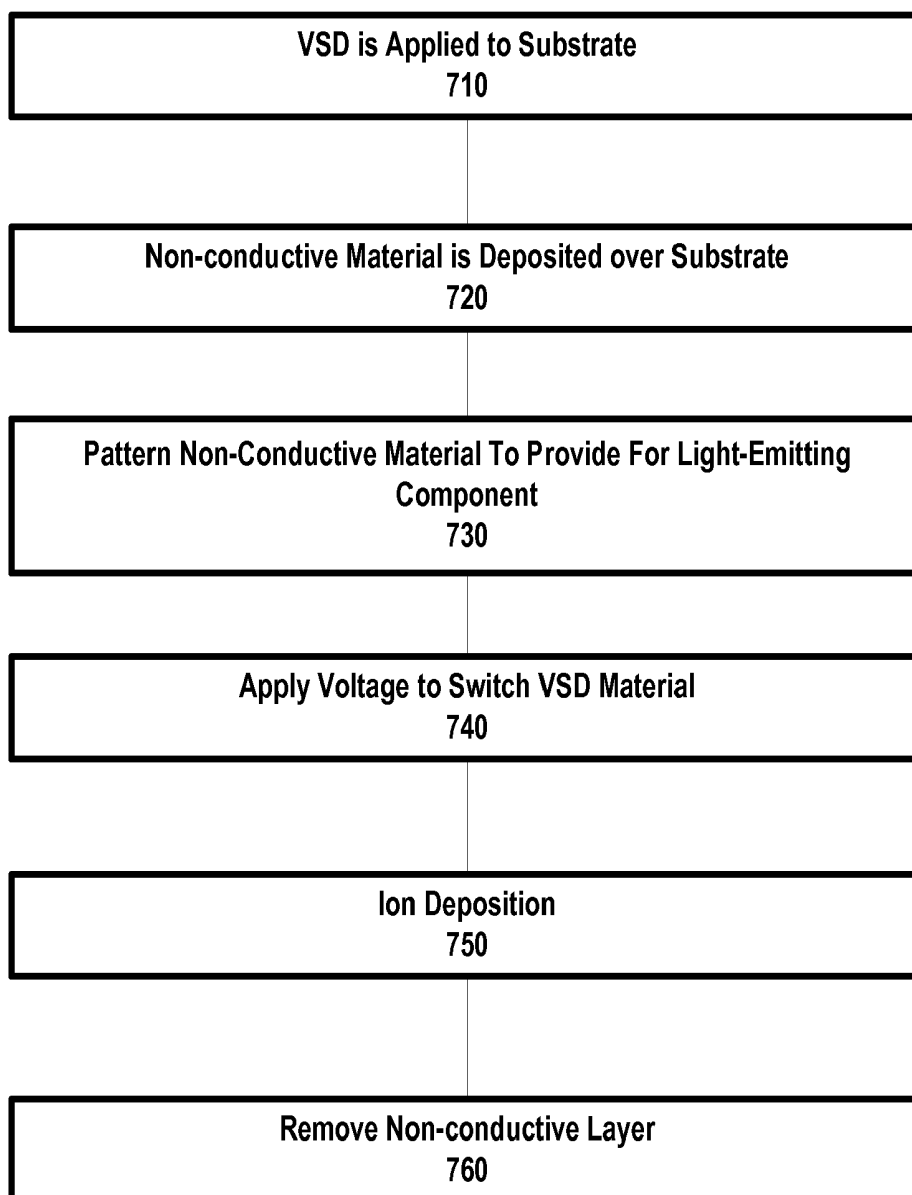 VSD is Applied to Substrate
710
Non-conductive Material is Deposited over Substrate
720
Pattern Non-Conductive Material To Provide For Light-Emitting
Component
730
Apply Voltage to Switch VSD Material
740
Ion Deposition
750
Remove Non-conductive Layer
760